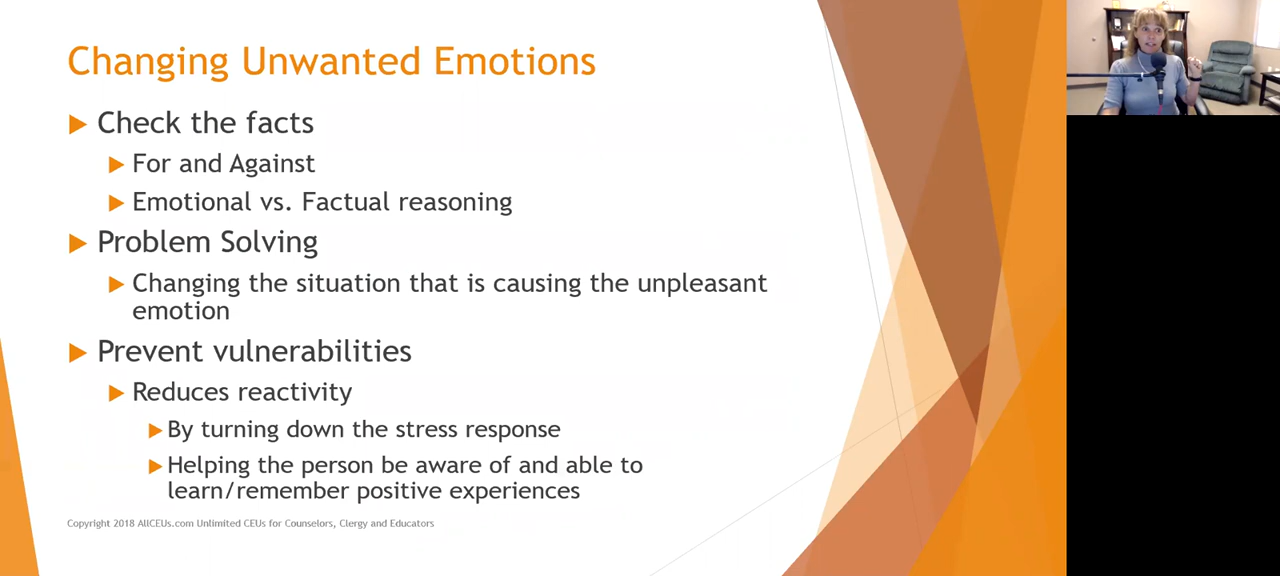 Changing Unwanted Emotions
Check the facts
For and Against
Emotional vs. Factual reasoning
Problem Solving
Changing the situation that is causing the unpleasant
emotion
Prevent vulnerabilities
Reduces reactivity
By turning down the stress response
Helping the person be aware of and able to
learn/remember positive experiences
Copyright 2018 AllCEUs.com Unlimited CEUs for Counselors, Clergy and Educators